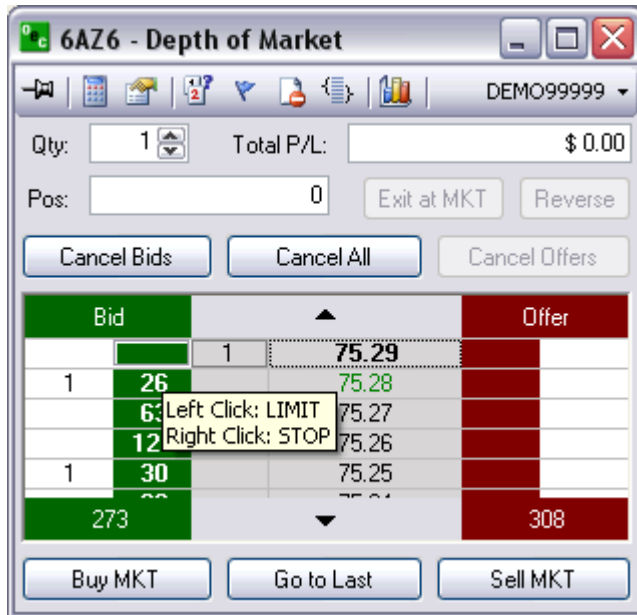 OEC 6AZ6 - Depth of Market
DEMO99999
Qty: 1 Total P/L: $ 0.00
Pos: 0 Exit at MKT Reverse
Cancel Bids Cancel All Cancel Offers
Bid Offer
1 75.29
1 26 75.28
75.27
75.26
1 30 75.25
Left Click: LIMIT
Right Click: STOP
273 308
Buy MKT Go to Last Sell MKT